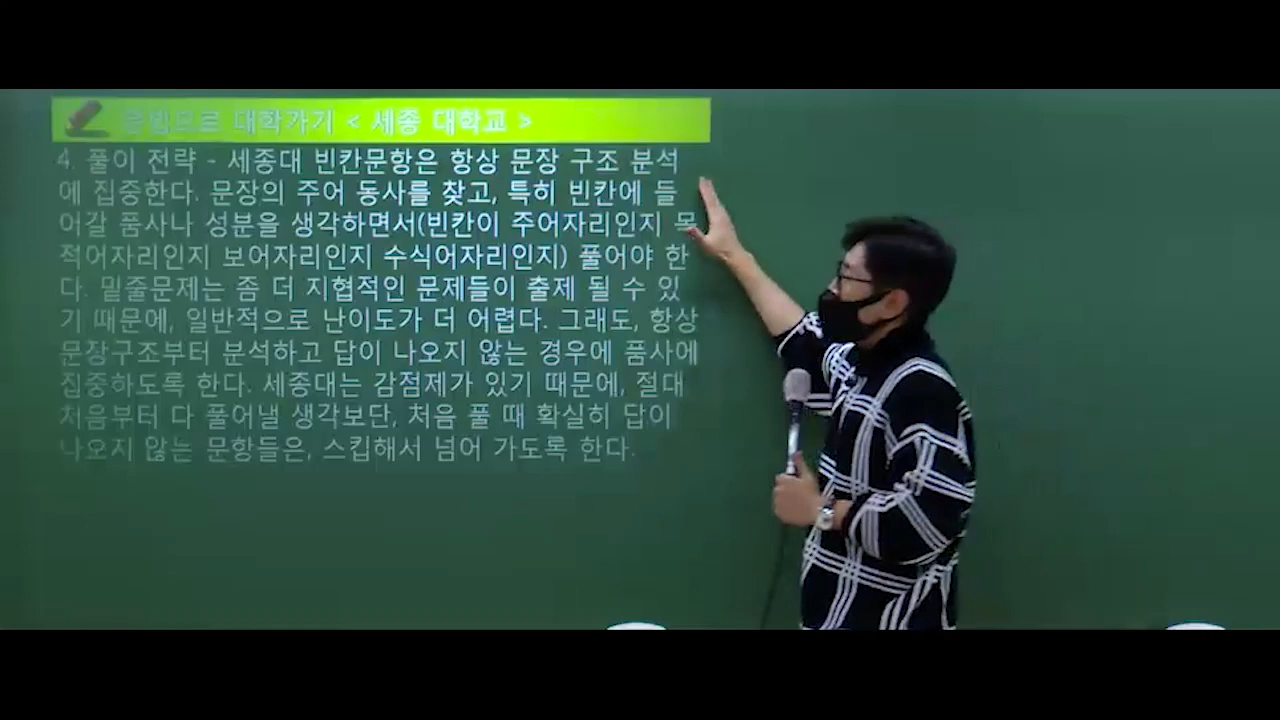 문법으로 대학가기 < 세종 대학교 >
4. 풀이 전략 - 세종대 빈칸문항은 항상 문장 구조 분석
에 집중한다. 문장의 주어 동사를 찾고, 특히 빈칸에 들
어갈 품사나 성분을 생각하면서(빈칸이 주어자리인지 목
적어자리인지 보어자리인지 수식어자리인지) 풀어야 한
다. 밑줄문제는 좀 더 지협적인 문제들이 출제 될 수 있
기 때문에, 일반적으로 난이도가 더 어렵다. 그래도, 항상
문장구조부터 분석하고 답이 나오지 않는 경우에 품사에
집중하도록 한다. 세종대는 감점제가 있기 때문에, 절대
처음부터 다 풀어낼 생각보단, 처음 풀 때 확실히 답이
나오지 않는 문항들은, 스킵해서 넘어 가도록 한다.